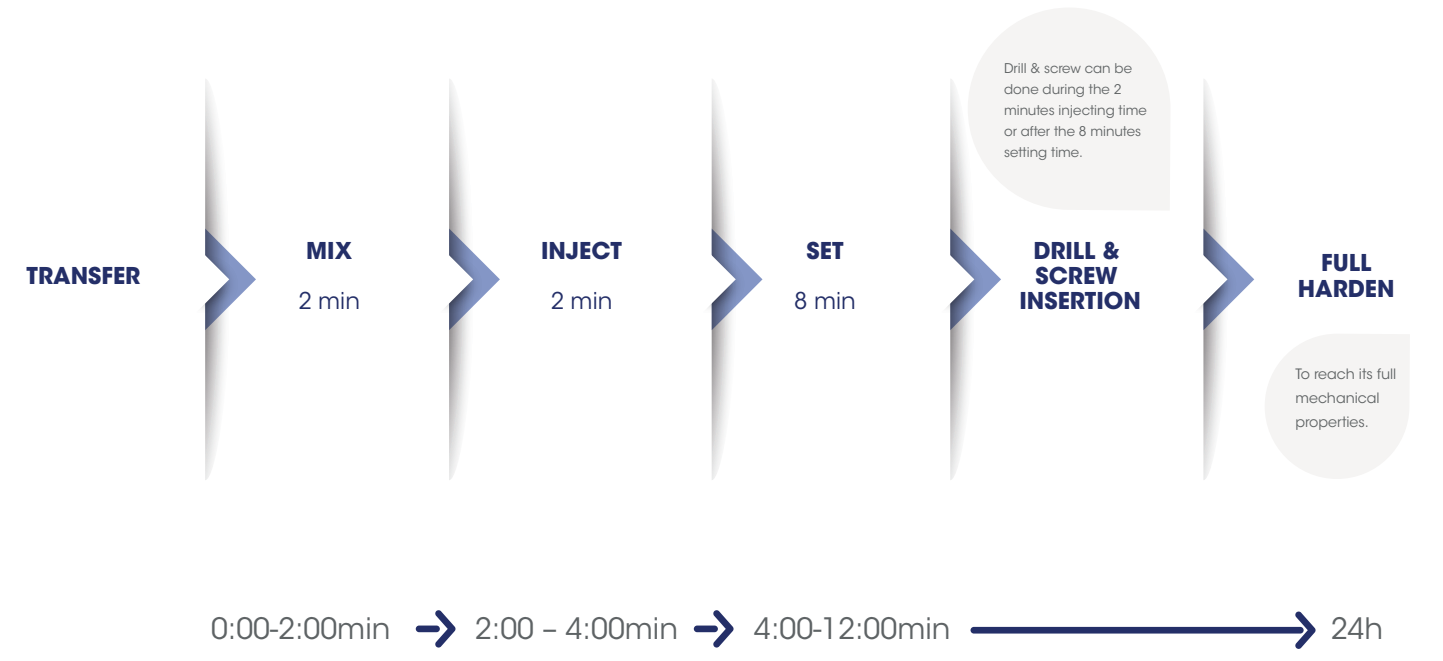 TRANSFER
MIX
2 min
INJECT
2 min
SET
8 min
Drill & screw can be
done during the 2
minutes injecting time
or after the 8 minutes
setting time.
DRILL &
SCREW
INSERTION
FULL
HARDEN
To reach its full
mechanical
properties.
0:00-2:00min
2:00 – 4:00min
4:00-12:00min
24h